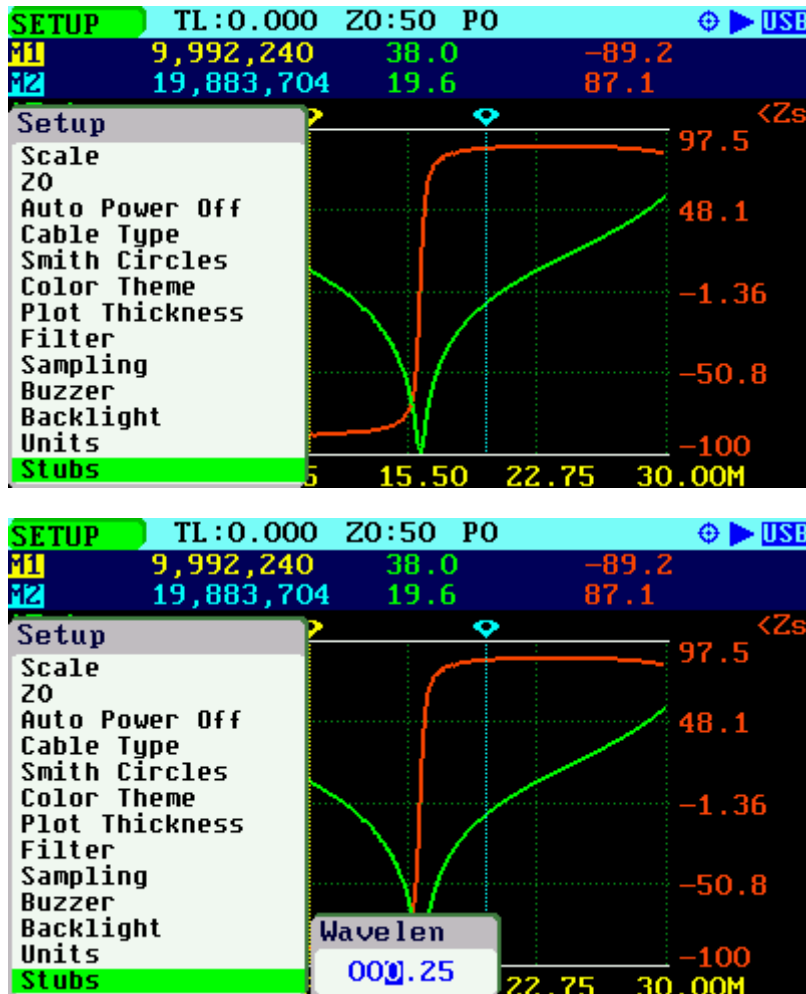 SETUP TL:0.000 Z0:50 P0 USB
M1 9,992,240 38.0 -89.2
M2 19,883,704 19.6 87.1
Setup <Zs
Scale 97.5
Z0
Auto Power Off 48.1
Cable Type
Smith Circles
Color Theme -1.36
Plot Thickness
Filter
Sampling -50.8
Buzzer
Backlight
Units -100
Stubs 15.50 22.75 30.00M
SETUP TL:0.000 Z0:50 P0 USB
M1 9,992,240 38.0 -89.2
M2 19,883,704 19.6 87.1
Setup <Zs
Scale 97.5
Z0
Auto Power Off 48.1
Cable Type
Smith Circles
Color Theme -1.36
Plot Thickness
Filter
Sampling -50.8
Buzzer
Backlight Wavelen
Units -100
Stubs 000.25 22.75 30.00M